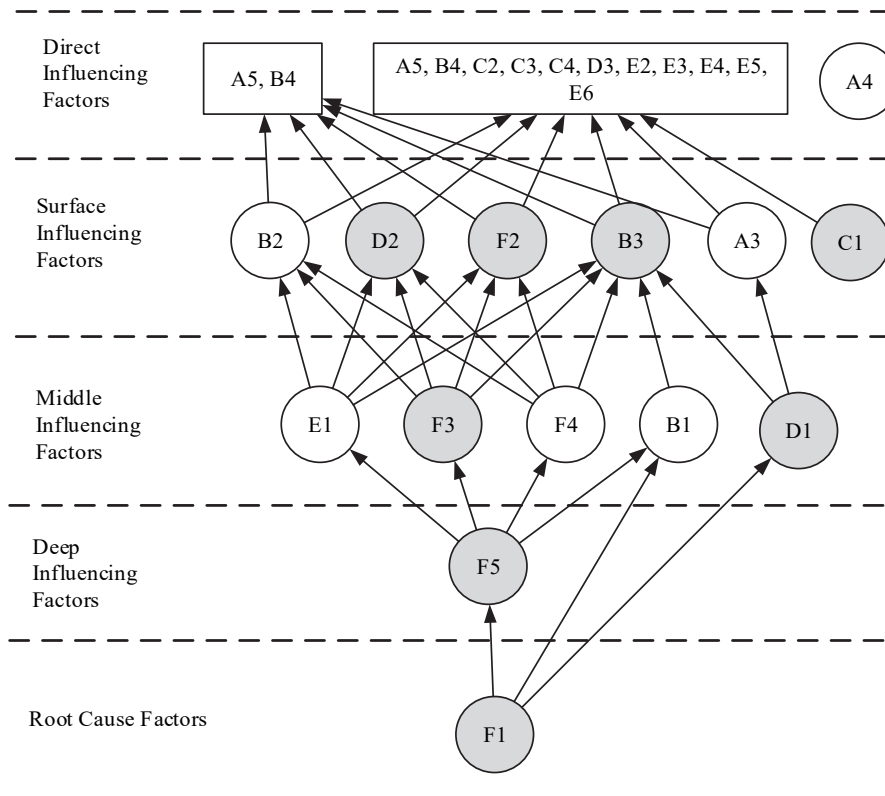 Direct
Influencing
Factors
A5, B4
A5, B4, C2, C3, C4, D3, E2, E3, E4, E5,
E6
A4
Surface
Influencing
Factors
B2
D2
F2
B3
A3
C1
Middle
Influencing
Factors
E1
F3
F4
B1
D1
Deep
Influencing
Factors
F5
Root Cause Factors
F1